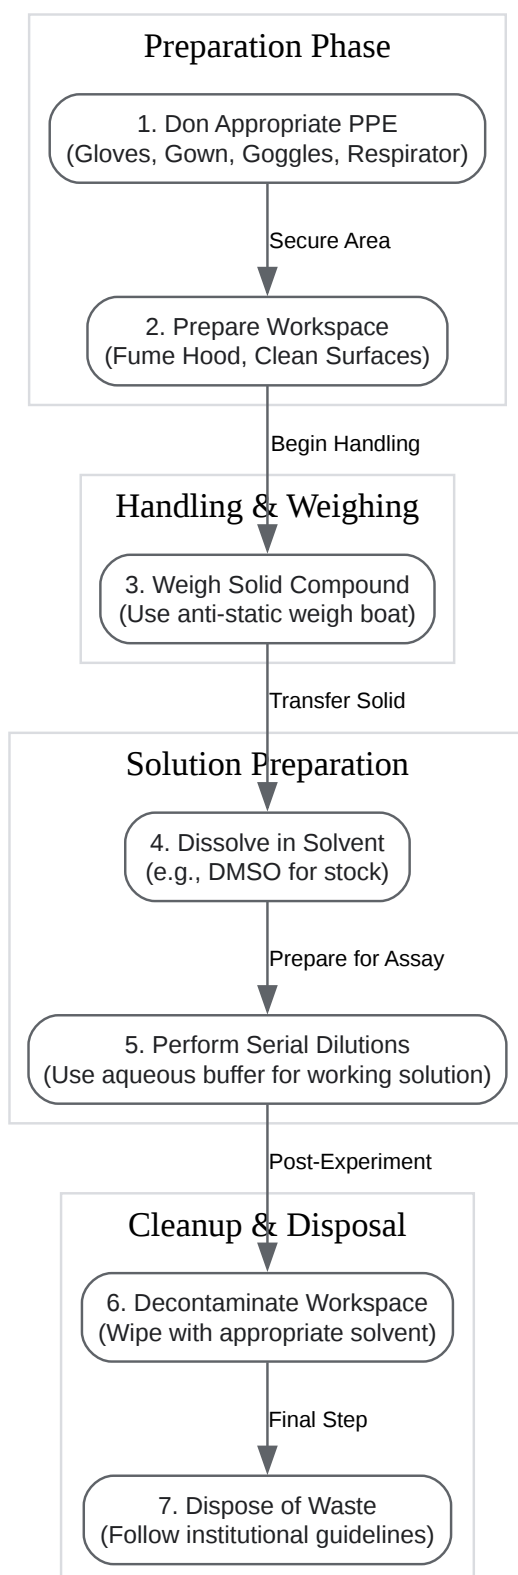 Preparation Phase
1. Don Appropriate PPE
(Gloves, Gown, Goggles, Respirator)
Secure Area
2. Prepare Workspace
(Fume Hood, Clean Surfaces)
Begin Handling
Handling & Weighing
3. Weigh Solid Compound
(Use anti-static weigh boat)
Transfer Solid
Solution Preparation
4. Dissolve in Solvent
(e.g., DMSO for stock)
Prepare for Assay
5. Perform Serial Dilutions
(Use aqueous buffer for working solution)
Post-Experiment
Cleanup & Disposal
6. Decontaminate Workspace
(Wipe with appropriate solvent)
Final Step
7. Dispose of Waste
(Follow institutional guidelines)